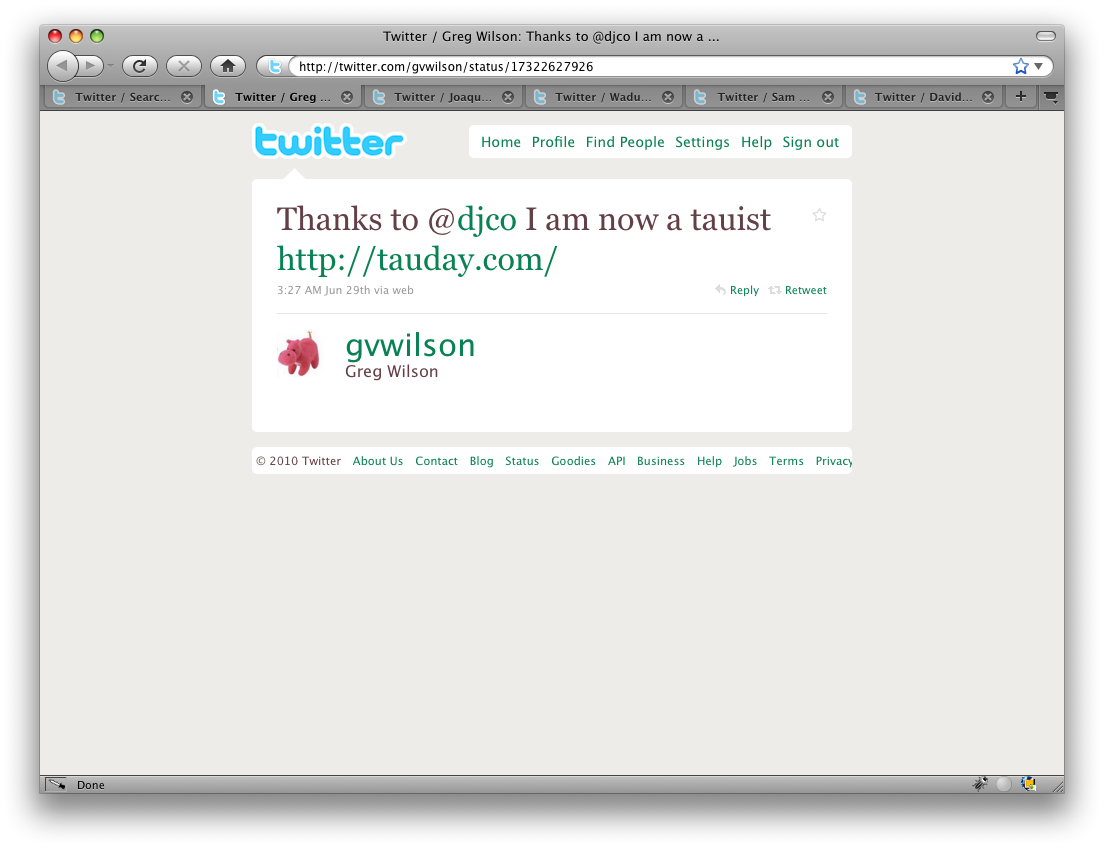 Twitter / Greg Wilson: Thanks to @djco I am now a ...
http://twitter.com/gvwilson/status/17322627926
Twitter / Searc... Twitter / Greg ... Twitter / Joaqu... Twitter / Wadu... Twitter / Sam ... Twitter / David... +
twitter
Home Profile Find People Settings Help Sign out
Thanks to @djco I am now a tauist
http://tauday.com/
3:27 AM Jun 29th via web Reply Retweet
gvwilson
Greg Wilson
© 2010 Twitter About Us Contact Blog Status Goodies API Business Help Jobs Terms Privacy
Done